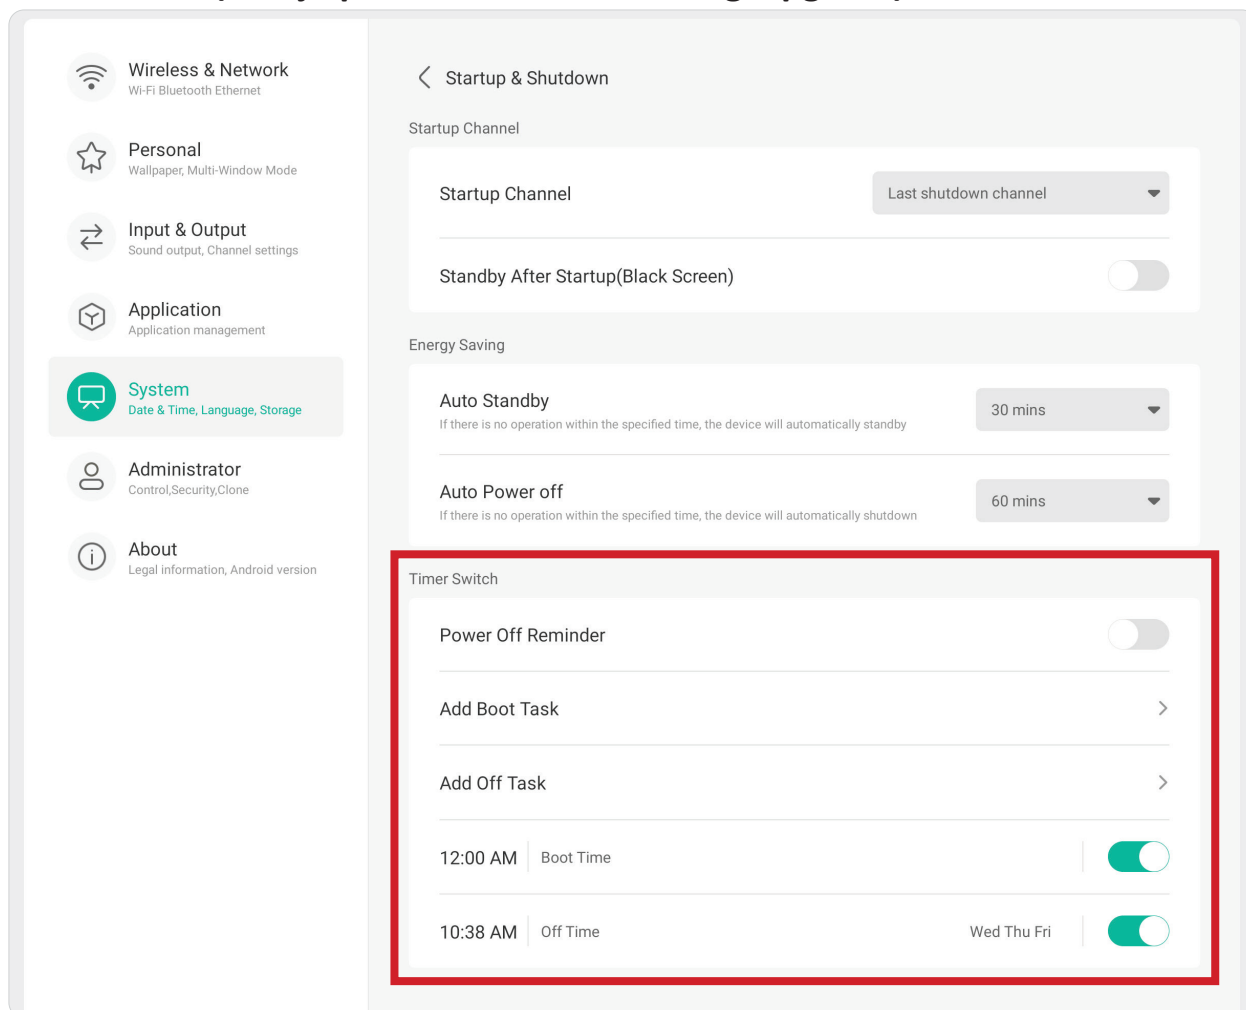 Wireless & Network
Wi-Fi Bluetooth Ethernet
Personal
Wallpaper, Multi-Window Mode
Input & Output
Sound output, Channel settings
Application
Application management
System
Date & Time, Language, Storage
Administrator
Control,Security,Clone
About
Legal information, Android version
Startup & Shutdown
Startup Channel
Startup Channel
Last shutdown channel
Standby After Startup(Black Screen)
Energy Saving
Auto Standby
30 mins
If there is no operation within the specified time, the device will automatically standby
Auto Power off
60 mins
If there is no operation within the specified time, the device will automatically shutdown
Timer Switch
Power Off Reminder
Add Boot Task
Add Off Task
12:00 AM Boot Time
10:38 AM Off Time Wed Thu Fri